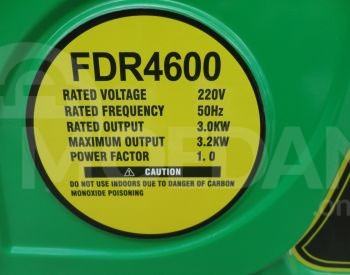 FDR4600
RATED VOLTAGE 220V
RATED FREQUENCY 50Hz
RATED OUTPUT 3.0KW
MAXIMUM OUTPUT 3.2KW
POWER FACTOR 1.0
CAUTION
DO NOT USE INDOORS DUE TO DANGER OF CARBON
MONOXIDE POISONING